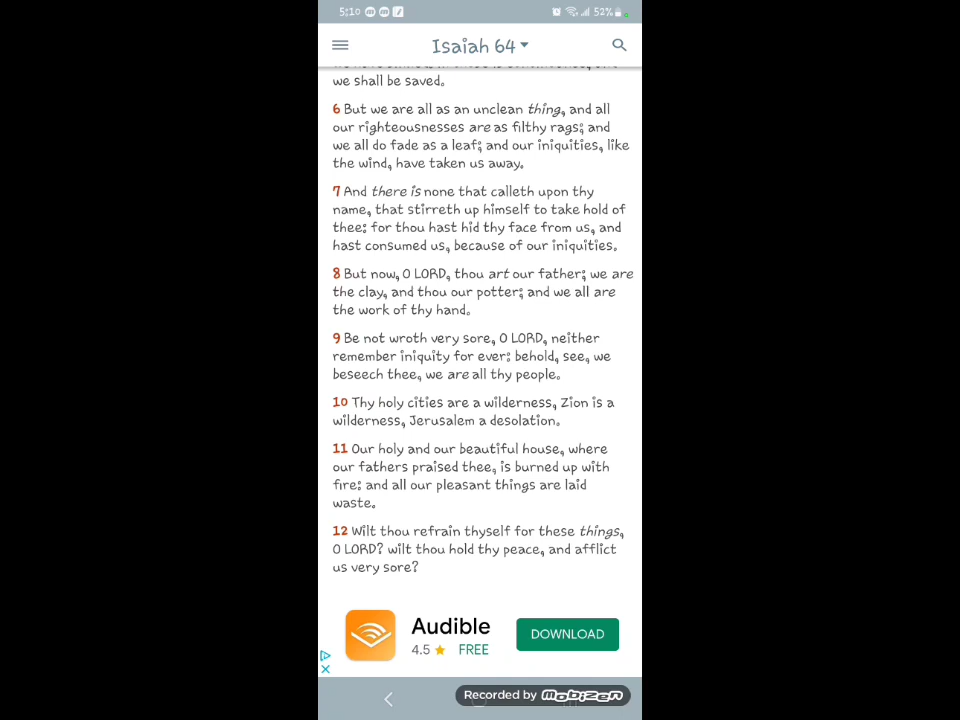 5:10
52%
Isaiah 64
we shall be saved.
6 But we are all as an unclean thing, and all
our righteousnesses are as filthy rags; and
we all do fade as a leaf; and our iniquities, like
the wind, have taken us away.
7 And there is none that calleth upon thy
name, that stirreth up himself to take hold of
thee: for thou hast hid thy face from us, and
hast consumed us, because of our iniquities.
8 But now, O LORD, thou art our father; we are
the clay, and thou our potter; and we all are
the work of thy hand.
9 Be not wroth very sore, O LORD, neither
remember iniquity for ever: behold, see, we
beseech thee, we are all thy people.
10 Thy holy cities are a wilderness, Zion is a
wilderness, Jerusalem a desolation.
11 Our holy and our beautiful house, where
our fathers praised thee, is burned up with
fire: and all our pleasant things are laid
waste.
12 Wilt thou refrain thyself for these things,
O LORD? wilt thou hold thy peace, and afflict
us very sore?
Audible
4.5 ★ FREE
DOWNLOAD
Recorded by mobizen